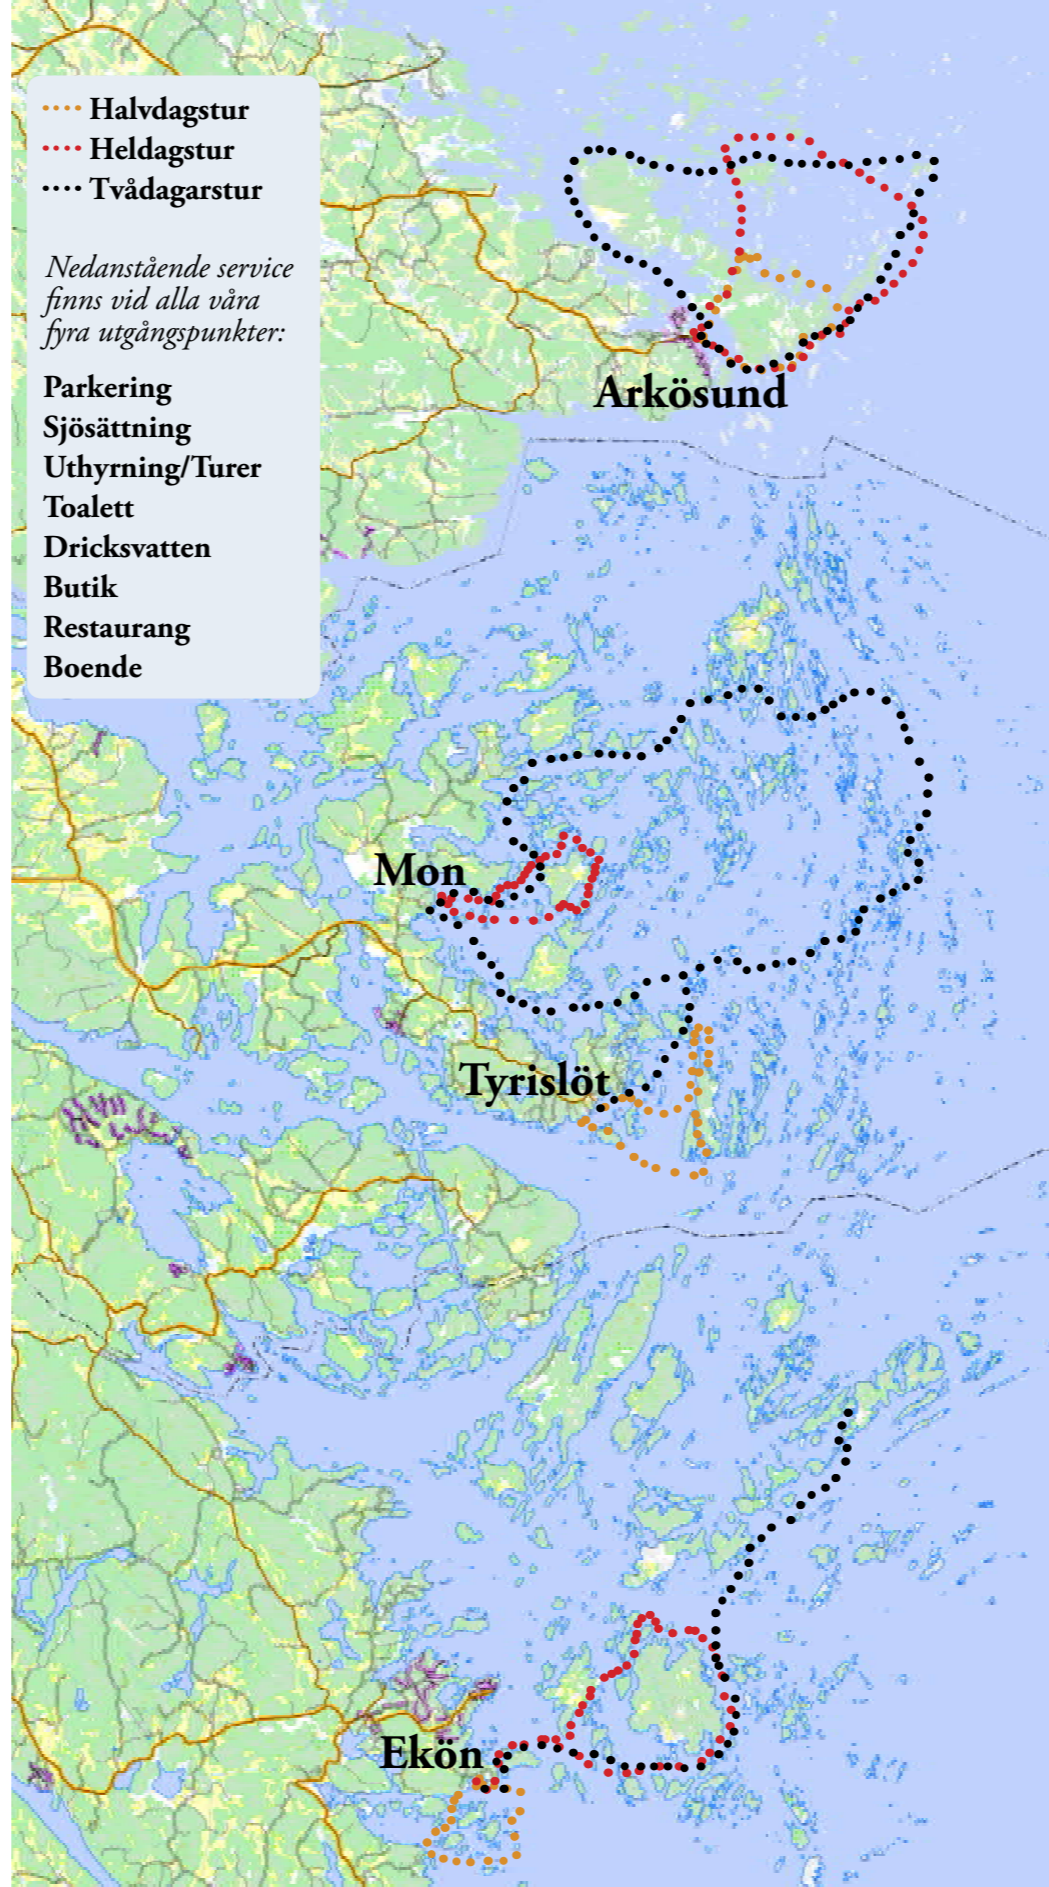 Halvdagstur
Heldagstur
Tvådagarstur
Nedanstående service
finns vid alla våra
fyra utgångspunkter:
Parkering
Sjösättning
Uthyrning/Turer
Toalett
Dricksvatten
Butik
Restaurang
Boende
Arkösund
Mon
Tyrislöt
Ekön